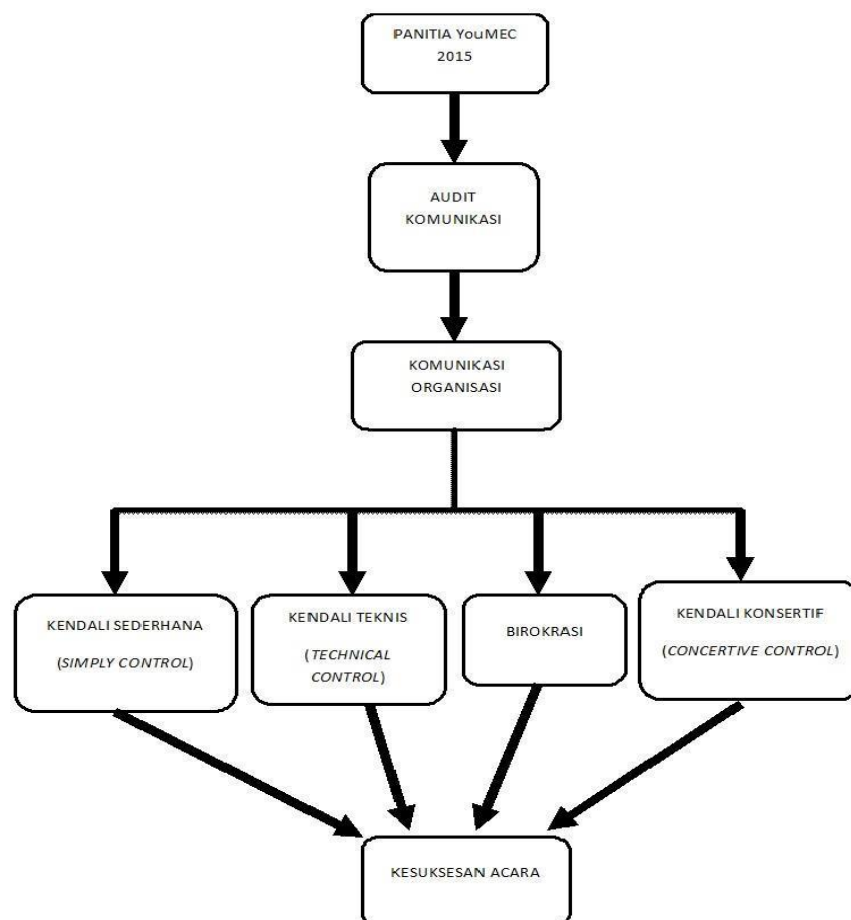 PANITIA YouMEC
2015
AUDIT
KOMUNIKASI
KOMUNIKASI
ORGANISASI
KENDALI SEDERHANA
(SIMPLY CONTROL)
KENDALI TEKNIS
(TECHNICAL
CONTROL)
BIROKRASI
KENDALI KONSERTIF
(CONCERTIVE CONTROL)
KESUKSESAN ACARA